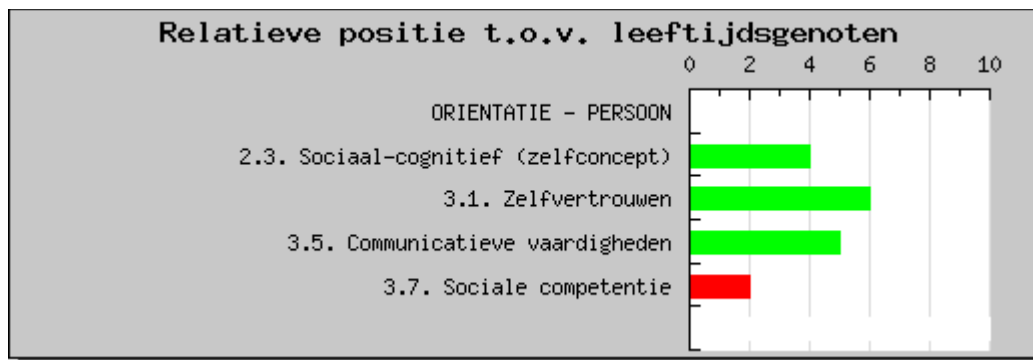 Relatieve positie t.o.v. leeftijdsgenoten
0 2 4 6 8 10
ORIENTATIE - PERSOON
2.3. Sociaal-cognitief (zelfconcept)
3.1. Zelfvertrouwen
3.5. Communicatieve vaardigheden
3.7. Sociale competentie